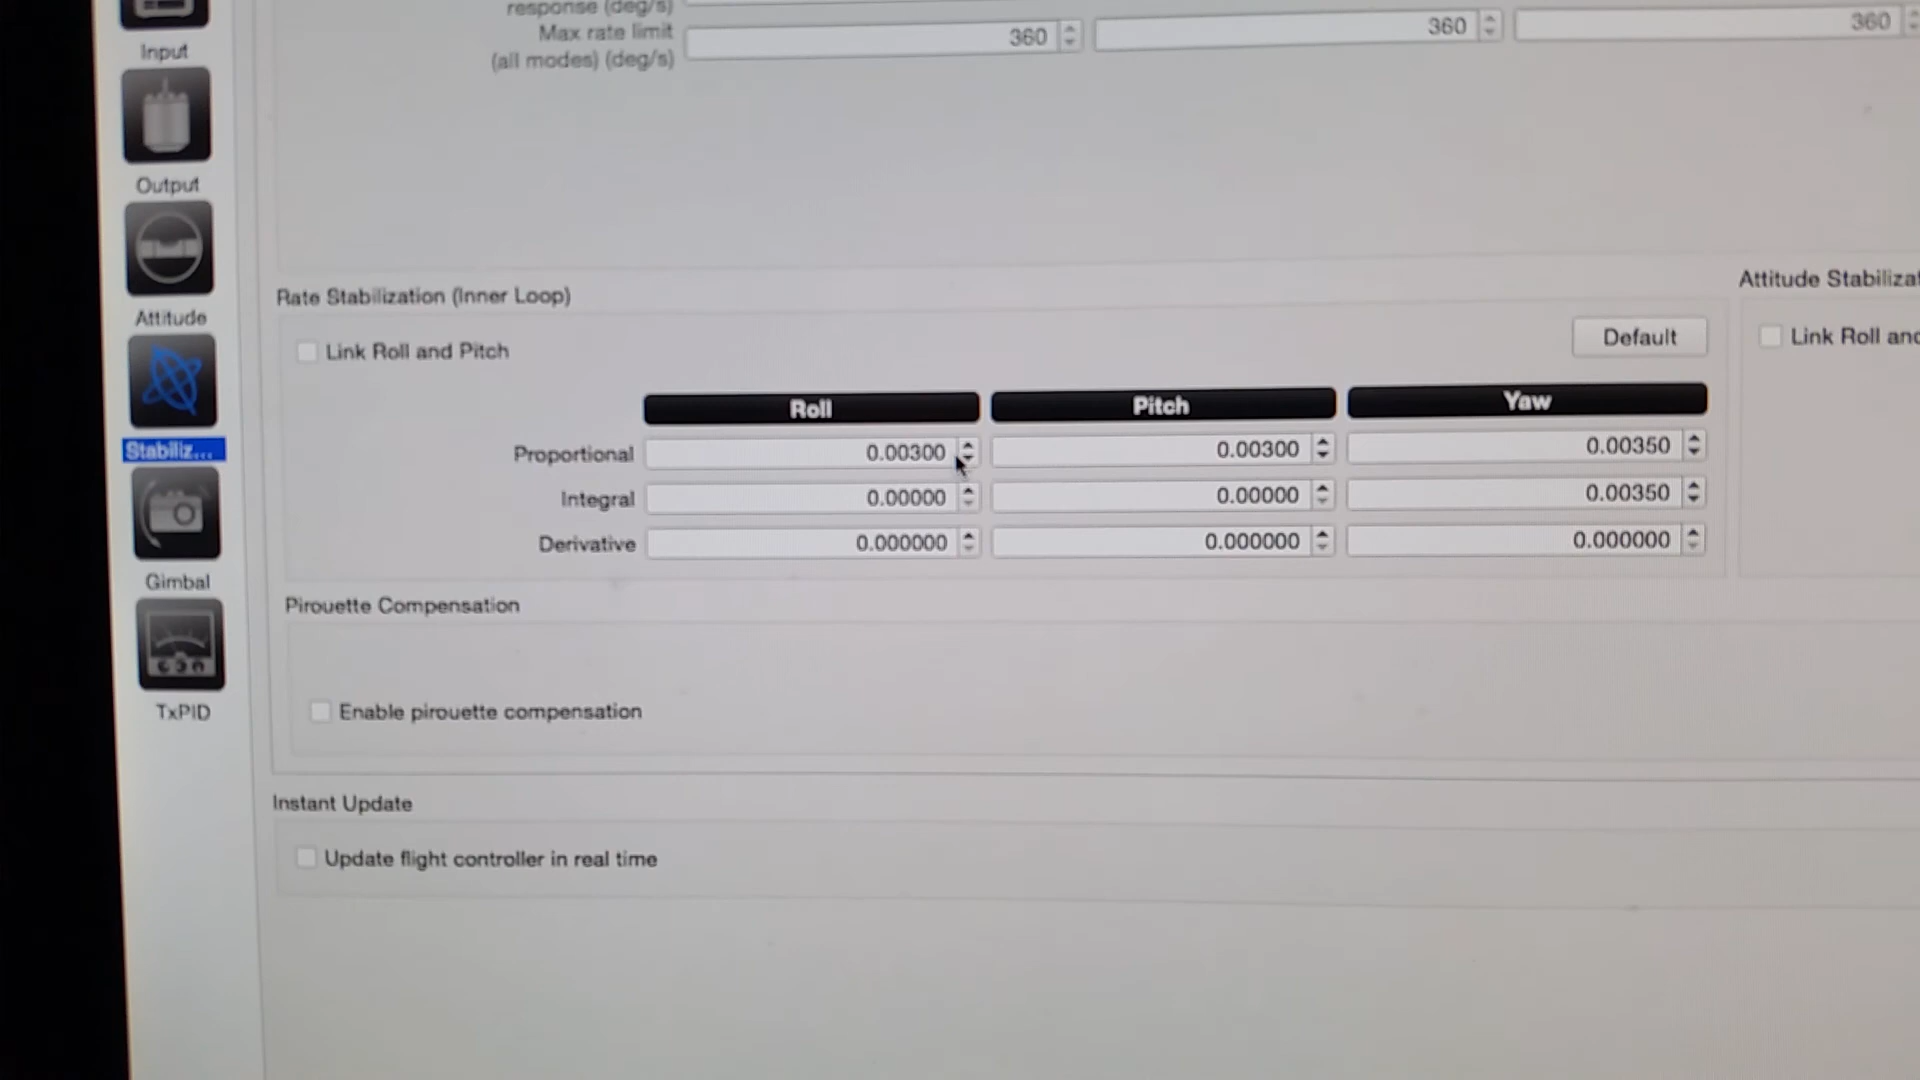 response (deg/s)
Max rate limit
(all modes) (deg/s)
360
360
360
Input
Output
Attitude
Stabiliz...
Gimbal
TxPID
Rate Stabilization (Inner Loop)
Link Roll and Pitch
Default
Roll Pitch Yaw
Proportional 0.00300 0.00300 0.00350
Integral 0.00000 0.00000 0.00350
Derivative 0.000000 0.000000 0.000000
Attitude Stabilizat
Link Roll and
Pirouette Compensation
Enable pirouette compensation
Instant Update
Update flight controller in real time